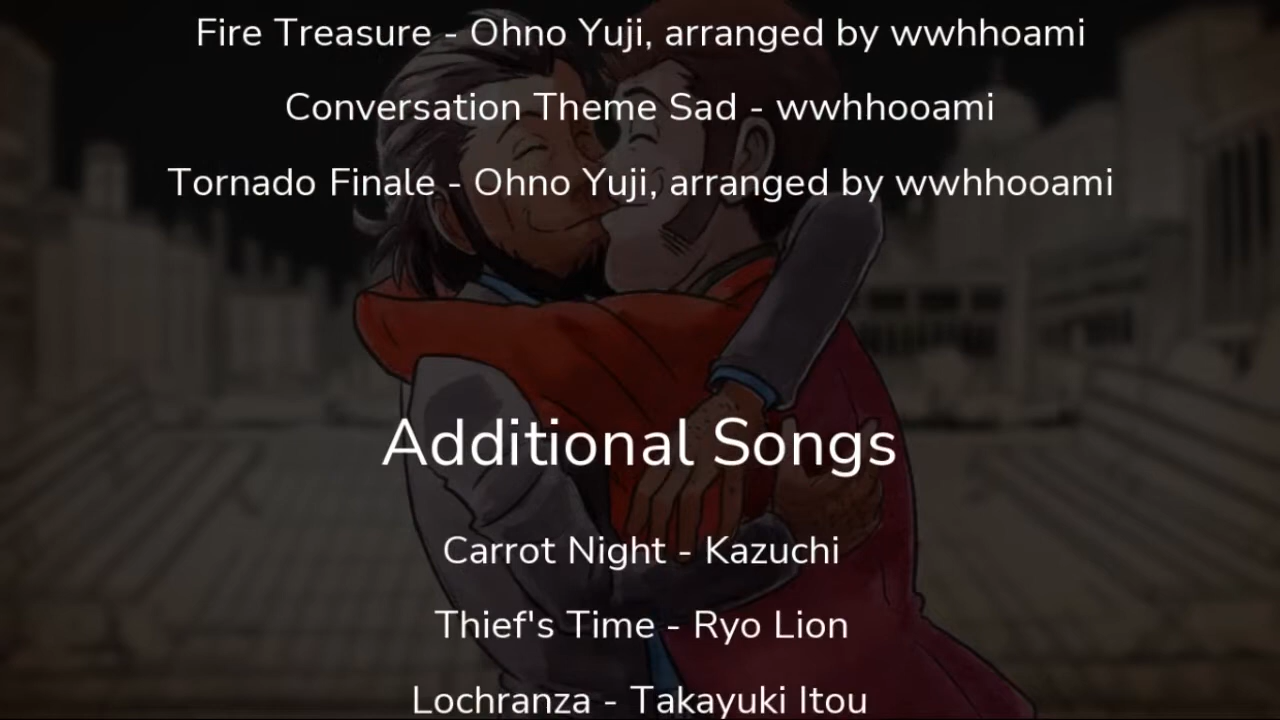 Fire Treasure - Ohno Yuji, arranged by wwhhoami
Conversation Theme Sad - wwhhooami
Tornado Finale - Ohno Yuji, arranged by wwhhooami
Additional Songs
Carrot Night - Kazuchi
Thief's Time - Ryo Lion
Lochranza - Takayuki Itou